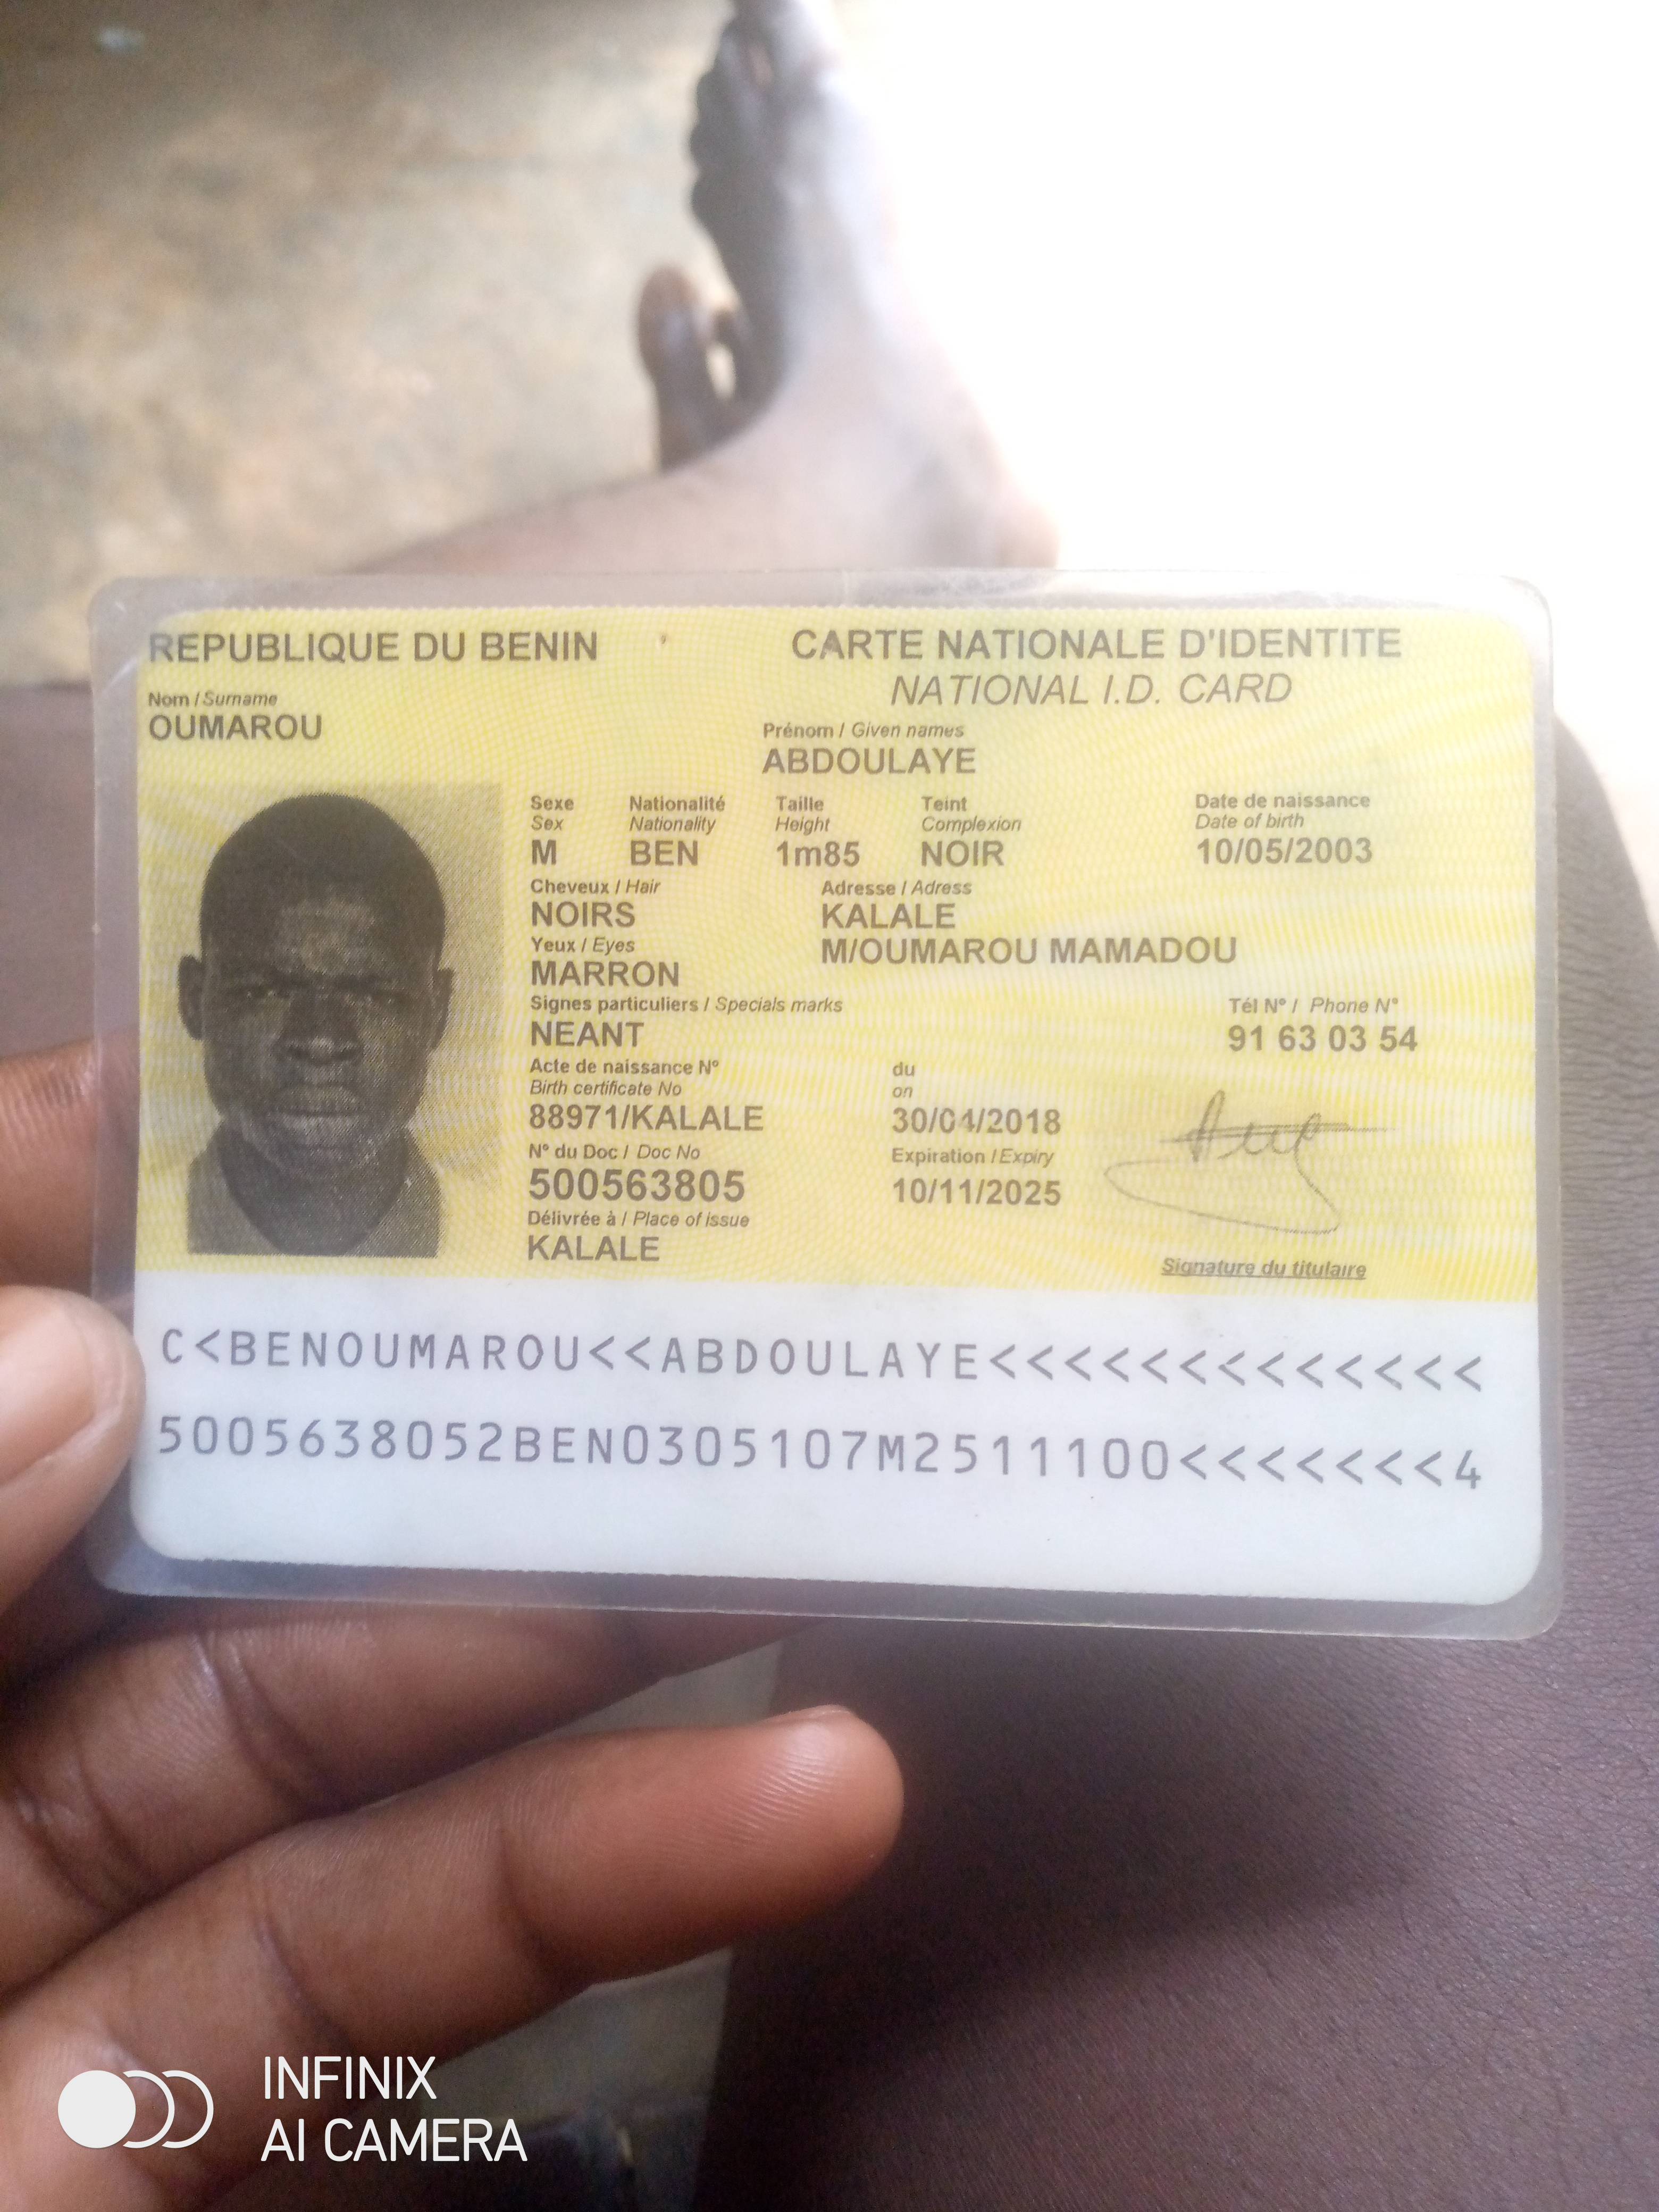 REPUBLIQUE DU BENIN
CARTE NATIONALE D'IDENTITE
NATIONAL I.D. CARD
Nom / Surname
OUMAROU
Prénom / Given names
ABDOULAYE
Sexe Nationalité Taille Teint Date de naissance
Sex Nationality Height Complexion Date of birth
M BEN 1m85 NOIR 10/05/2003
Cheveux / Hair Adresse / Adress
NOIRS KALALE
Yeux / Eyes M/OUMAROU MAMADOU
MARRON
Signes particuliers / Specials marks Tél N° / Phone N°
NEANT 91 63 03 54
Acte de naissance N° du
Birth certificate No on
88971/KALALE 30/04/2018
N° du Doc / Doc No Expiration / Expiry
500563805 10/11/2025
Délivrée à / Place of issue
KALALE
Signature du titulaire
C<BENOUMAROU<<ABDOULAYE<<<<<<<<<<<<<
5005638052BEN0305107M2511100<<<<<<<4
INFINIX
AI CAMERA